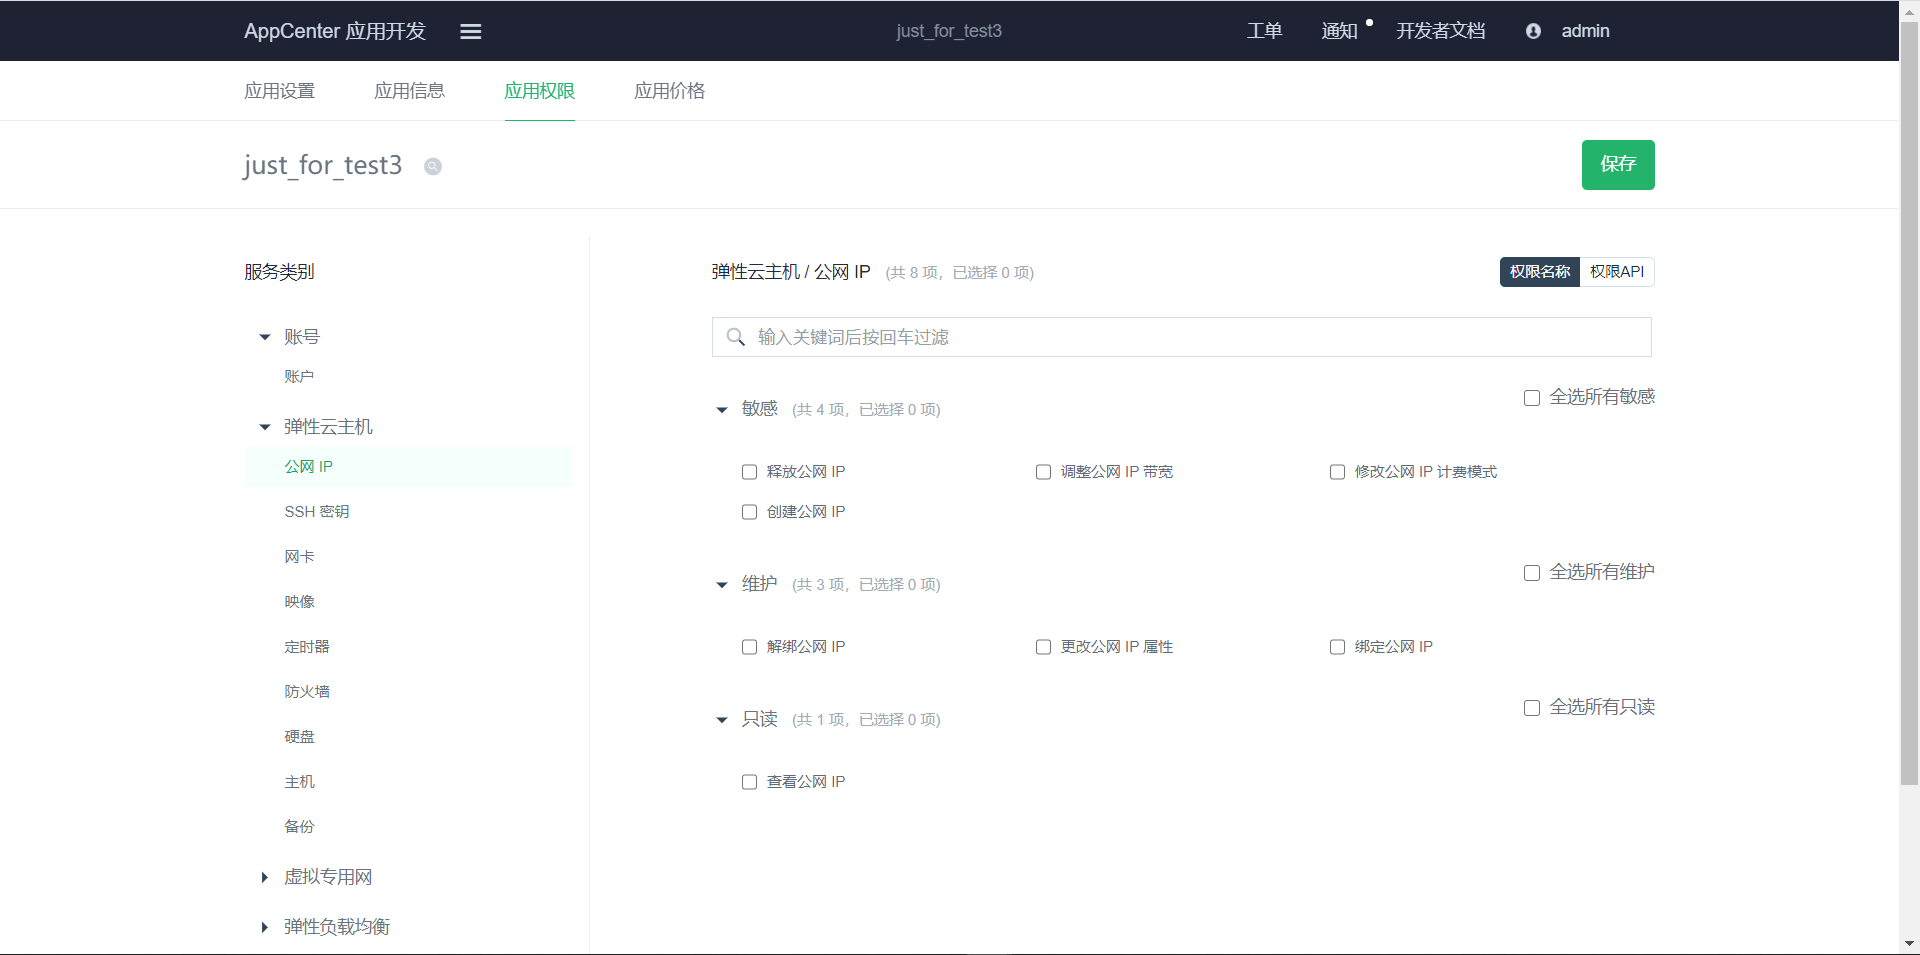 AppCenter 应用开发
just_for_test3
工单 通知 开发者文档 admin
应用设置 应用信息 应用权限 应用价格
just_for_test3
保存
服务类别
账号
账户
弹性云主机
公网 IP
SSH 密钥
网卡
映像
定时器
防火墙
硬盘
主机
备份
虚拟专用网
弹性负载均衡
弹性云主机 / 公网 IP (共 8 项，已选择 0 项)
权限名称 权限API
输入关键词后按回车过滤
敏感 (共 4 项，已选择 0 项)
全选所有敏感
释放公网 IP 调整公网 IP 带宽 修改公网 IP 计费模式
创建公网 IP
维护 (共 3 项，已选择 0 项)
全选所有维护
解绑公网 IP 更改公网 IP 属性 绑定公网 IP
只读 (共 1 项，已选择 0 项)
全选所有只读
查看公网 IP